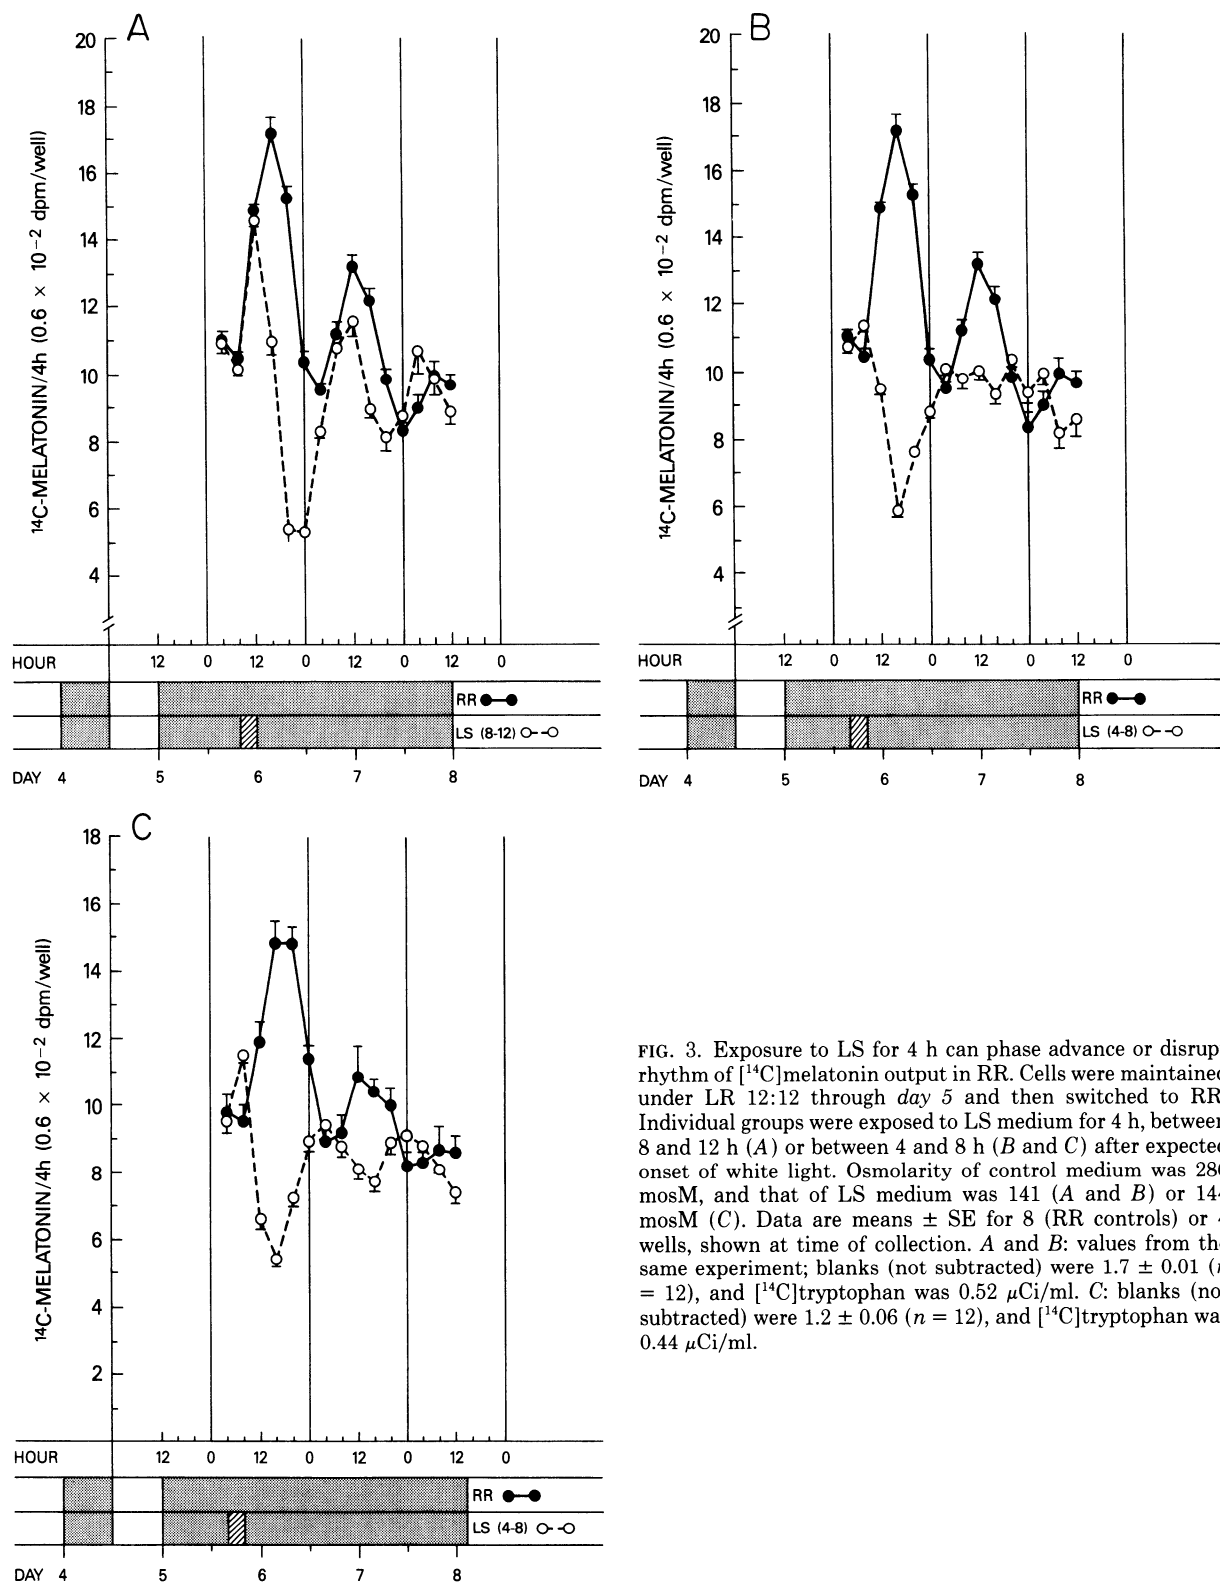 A
20
18
16
14
12
10
8
6
4
¹⁴C-MELATONIN/4h (0.6 × 10⁻² dpm/well)
HOUR 12 0 12 0 12 0 12 0
RR
LS (8-12)
DAY 4 5 6 7 8
B
20
18
16
14
12
10
8
6
4
¹⁴C-MELATONIN/4h (0.6 × 10⁻² dpm/well)
HOUR 12 0 12 0 12 0 12 0
RR
LS (4-8)
DAY 4 5 6 7 8
C
18
16
14
12
10
8
6
4
2
¹⁴C-MELATONIN/4h (0.6 × 10⁻² dpm/well)
HOUR 12 0 12 0 12 0 12 0
RR
LS (4-8)
DAY 4 5 6 7 8
FIG. 3. Exposure to LS for 4 h can phase advance or disrup
rhythm of [¹⁴C]melatonin output in RR. Cells were maintained
under LR 12:12 through day 5 and then switched to RR
Individual groups were exposed to LS medium for 4 h, between
8 and 12 h (A) or between 4 and 8 h (B and C) after expected
onset of white light. Osmolarity of control medium was
mosM, and that of LS medium was 141 (A and B) or
mosM (C). Data are means ± SE for 8 (RR controls) or
wells, shown at time of collection. A and B: values from the
same experiment; blanks (not subtracted) were 1.7 ± 0.01
= 12), and [¹⁴C]tryptophan was 0.52 μCi/ml. C: blanks (no
subtracted) were 1.2 ± 0.06 (n = 12), and [¹⁴C]tryptophan wa
0.44 μCi/ml.